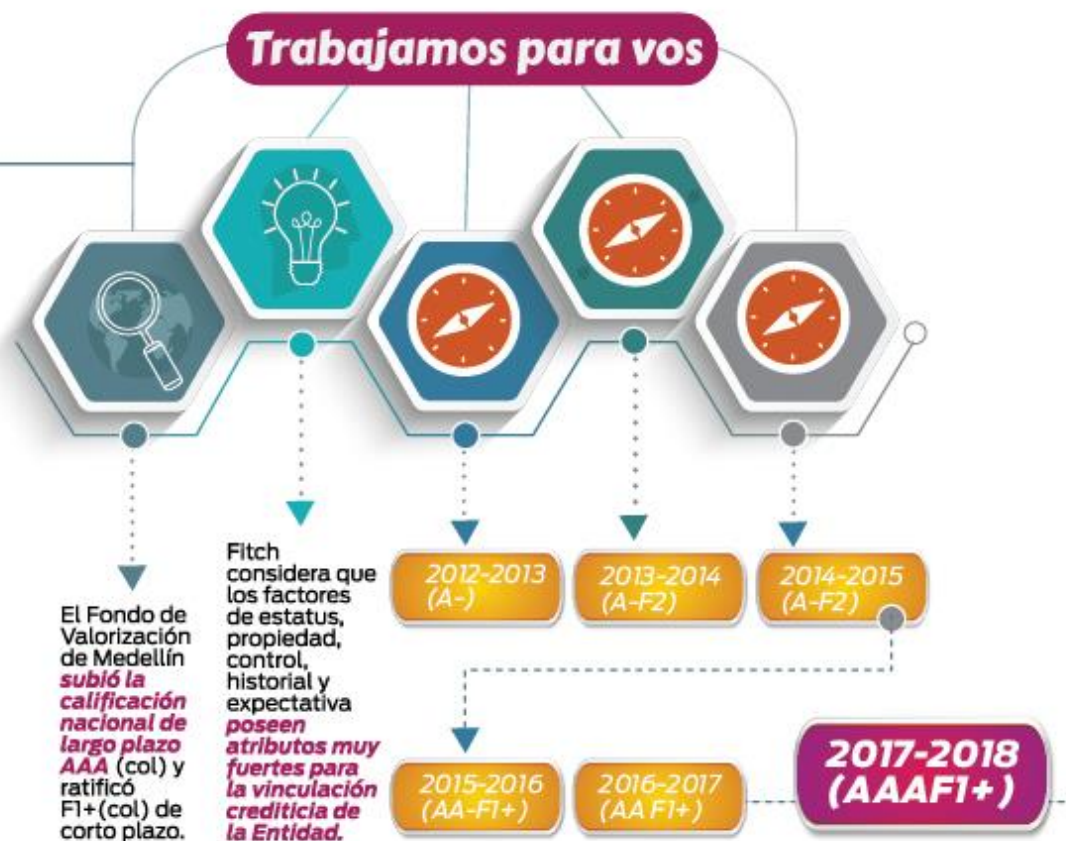 Trabajamos para vos
El Fondo de
Valorización
de Medellín
subió la
calificación
nacional de
largo plazo
AAA (col) y
ratificó
F1+(col) de
corto plazo.
Fitch
considera que
los factores
de estatus,
propiedad,
control,
historial y
expectativa
poseen
atributos muy
fuertes para
la vinculación
crediticia de
la Entidad.
2012-2013
(A-)
2013-2014
(A-F2)
2014-2015
(A-F2)
2015-2016
(AA-F1+)
2016-2017
(AA F1+)
2017-2018
(AAAF1+)